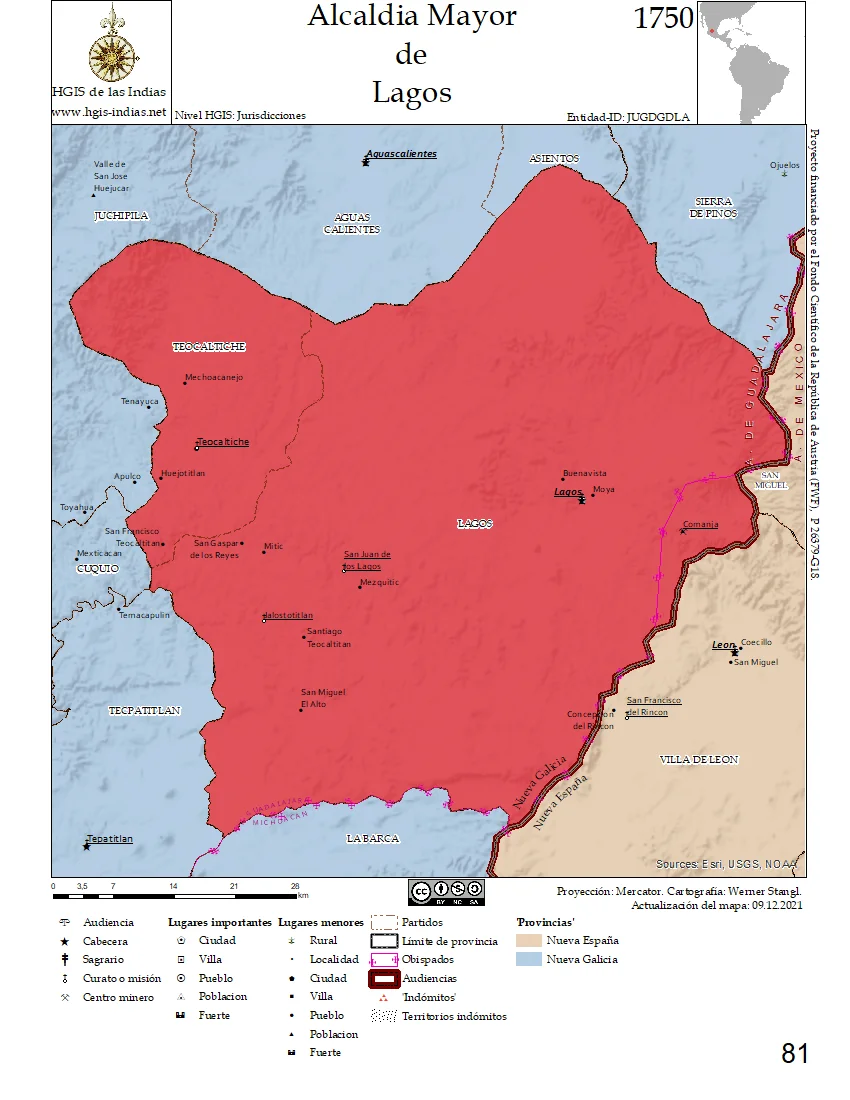 Alcaldia Mayor
de
Lagos
1750
HGIS de las Indias
www.hgis-indias.net
Nivel HGIS: Jurisdicciones
Entidad-ID: JUGDGDLA
Proyecto financiado por el Fondo Científico de la República de Austria (FWF), P 26379-G18.
Aguascalientes
ASIENTOS
Valle de
San Jose
Huejucar
Ojuelos
JUCHIPILA
AGUAS
CALIENTES
SIERRA
DE PINOS
A. DE GUADALAJARA
A. DE MEXICO
TEOCALTICHE
Mechoacanejo
Tenayuca
Teocaltiche
Apulco
Huejotitlan
Buenavista
Lagos
Moya
SAN
MIGUEL
Toyahua
LAGOS
Comanja
San Francisco
Teocaltitan
San Gaspar
de los Reyes
Mitic
San Juan de
los Lagos
Mexticacan
CUQUIO
Mezquitic
Temacapulin
Jalostotitlan
Santiago
Teocaltitan
Leon
Coecillo
San Miguel
San Miguel
El Alto
San Francisco
del Rincon
Concepcion
del Rincon
TECPATITLAN
VILLA DE LEON
Nueva Galicia
Nueva España
GUADALAJARA
MICHOACAN
Tepatitlan
LA BARCA
Sources: Esri, USGS, NOAA
0 3,5 7 14 21 28
km
CC BY NC SA
Proyección: Mercator. Cartografía: Werner Stangl.
Actualización del mapa: 09.12.2021
Audiencia
Cabecera
Sagrario
Curato o misión
Centro minero
Lugares importantes
Ciudad
Villa
Pueblo
Poblacion
Fuerte
Lugares menores
Rural
Localidad
Ciudad
Villa
Pueblo
Poblacion
Fuerte
Partidos
Límite de provincia
Obispados
Audiencias
'Indómitos'
Territorios indómitos
'Provincias'
Nueva España
Nueva Galicia
81